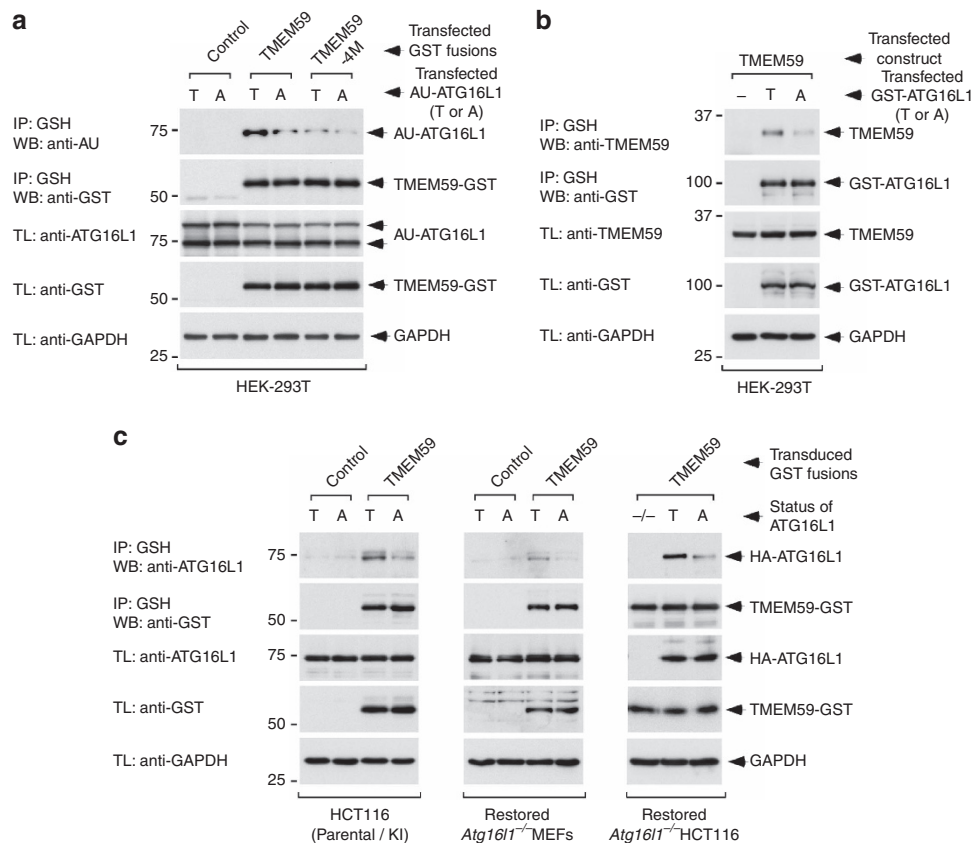 a
Control
TMEM59
TMEM59
-4M
Transfected
GST fusions
T A T A T A
Transfected
AU-ATG16L1
(T or A)
IP: GSH
WB: anti-AU
75
AU-ATG16L1
IP: GSH
WB: anti-GST
50
TMEM59-GST
TL: anti-ATG16L1
75
AU-ATG16L1
TL: anti-GST
50
TMEM59-GST
TL: anti-GAPDH
25
GAPDH
HEK-293T
b
TMEM59
Transfected
construct
– T A
Transfected
GST-ATG16L1
(T or A)
IP: GSH
WB: anti-TMEM59
37
TMEM59
IP: GSH
WB: anti-GST
100
GST-ATG16L1
37
TL: anti-TMEM59
TMEM59
TL: anti-GST
100
GST-ATG16L1
TL: anti-GAPDH
25
GAPDH
HEK-293T
c
Control
TMEM59
Control
TMEM59
TMEM59
Transduced
GST fusions
T A T A T A T A –/– T A
Status of
ATG16L1
IP: GSH
WB: anti-ATG16L1
75
HA-ATG16L1
IP: GSH
WB: anti-GST
50
TMEM59-GST
TL: anti-ATG16L1
75
HA-ATG16L1
TL: anti-GST
50
TMEM59-GST
TL: anti-GAPDH
25
GAPDH
HCT116
(Parental / KI)
Restored
Atg16l1–/–MEFs
Restored
Atg16l1–/–HCT116